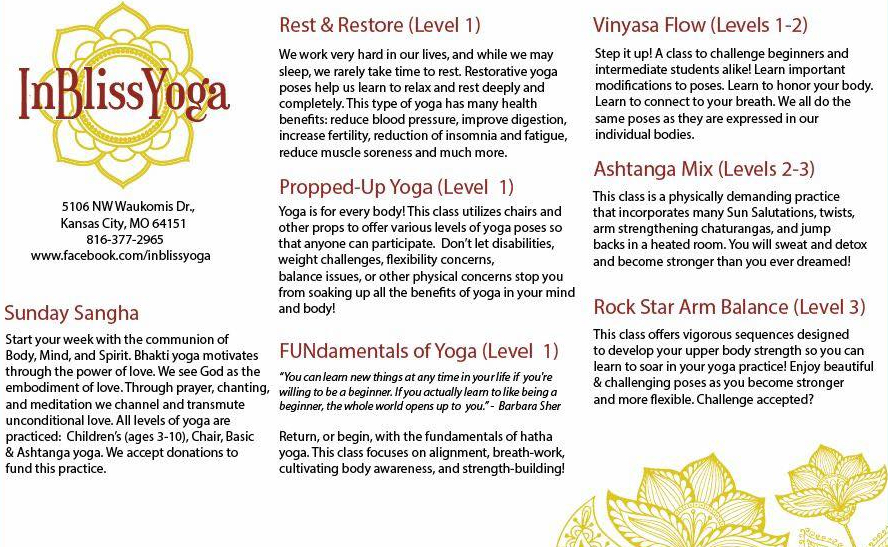 InBlissYoga
5106 NW Waukomis Dr.,
Kansas City, MO 64151
816-377-2965
www.facebook.com/inblissyoga
Sunday Sangha
Start your week with the communion of
Body, Mind, and Spirit. Bhakti yoga motivates
through the power of love. We see God as the
embodiment of love. Through prayer, chanting,
and meditation we channel and transmute
unconditional love. All levels of yoga are
practiced: Children's (ages 3-10), Chair, Basic
& Ashtanga yoga. We accept donations to
fund this practice.
Rest & Restore (Level 1)
We work very hard in our lives, and while we may
sleep, we rarely take time to rest. Restorative yoga
poses help us learn to relax and rest deeply and
completely. This type of yoga has many health
benefits: reduce blood pressure, improve digestion,
increase fertility, reduction of insomnia and fatigue,
reduce muscle soreness and much more.
Propped-Up Yoga (Level 1)
Yoga is for every body! This class utilizes chairs and
other props to offer various levels of yoga poses so
that anyone can participate. Don't let disabilities,
weight challenges, flexibility concerns,
balance issues, or other physical concerns stop you
from soaking up all the benefits of yoga in your mind
and body!
FUNdamentals of Yoga (Level 1)
"You can learn new things at any time in your life if you're
willing to be a beginner. If you actually learn to like being a
beginner, the whole world opens up to you." - Barbara Sher
Return, or begin, with the fundamentals of hatha
yoga. This class focuses on alignment, breath-work,
cultivating body awareness, and strength-building!
Vinyasa Flow (Levels 1-2)
Step it up! A class to challenge beginners and
intermediate students alike! Learn important
modifications to poses. Learn to honor your body.
Learn to connect to your breath. We all do the
same poses as they are expressed in our
individual bodies.
Ashtanga Mix (Levels 2-3)
This class is a physically demanding practice
that incorporates many Sun Salutations, twists,
arm strengthening chaturangas, and jump
backs in a heated room. You will sweat and detox
and become stronger than you ever dreamed!
Rock Star Arm Balance (Level 3)
This class offers vigorous sequences designed
to develop your upper body strength so you can
learn to soar in your yoga practice! Enjoy beautiful
& challenging poses as you become stronger
and more flexible. Challenge accepted?